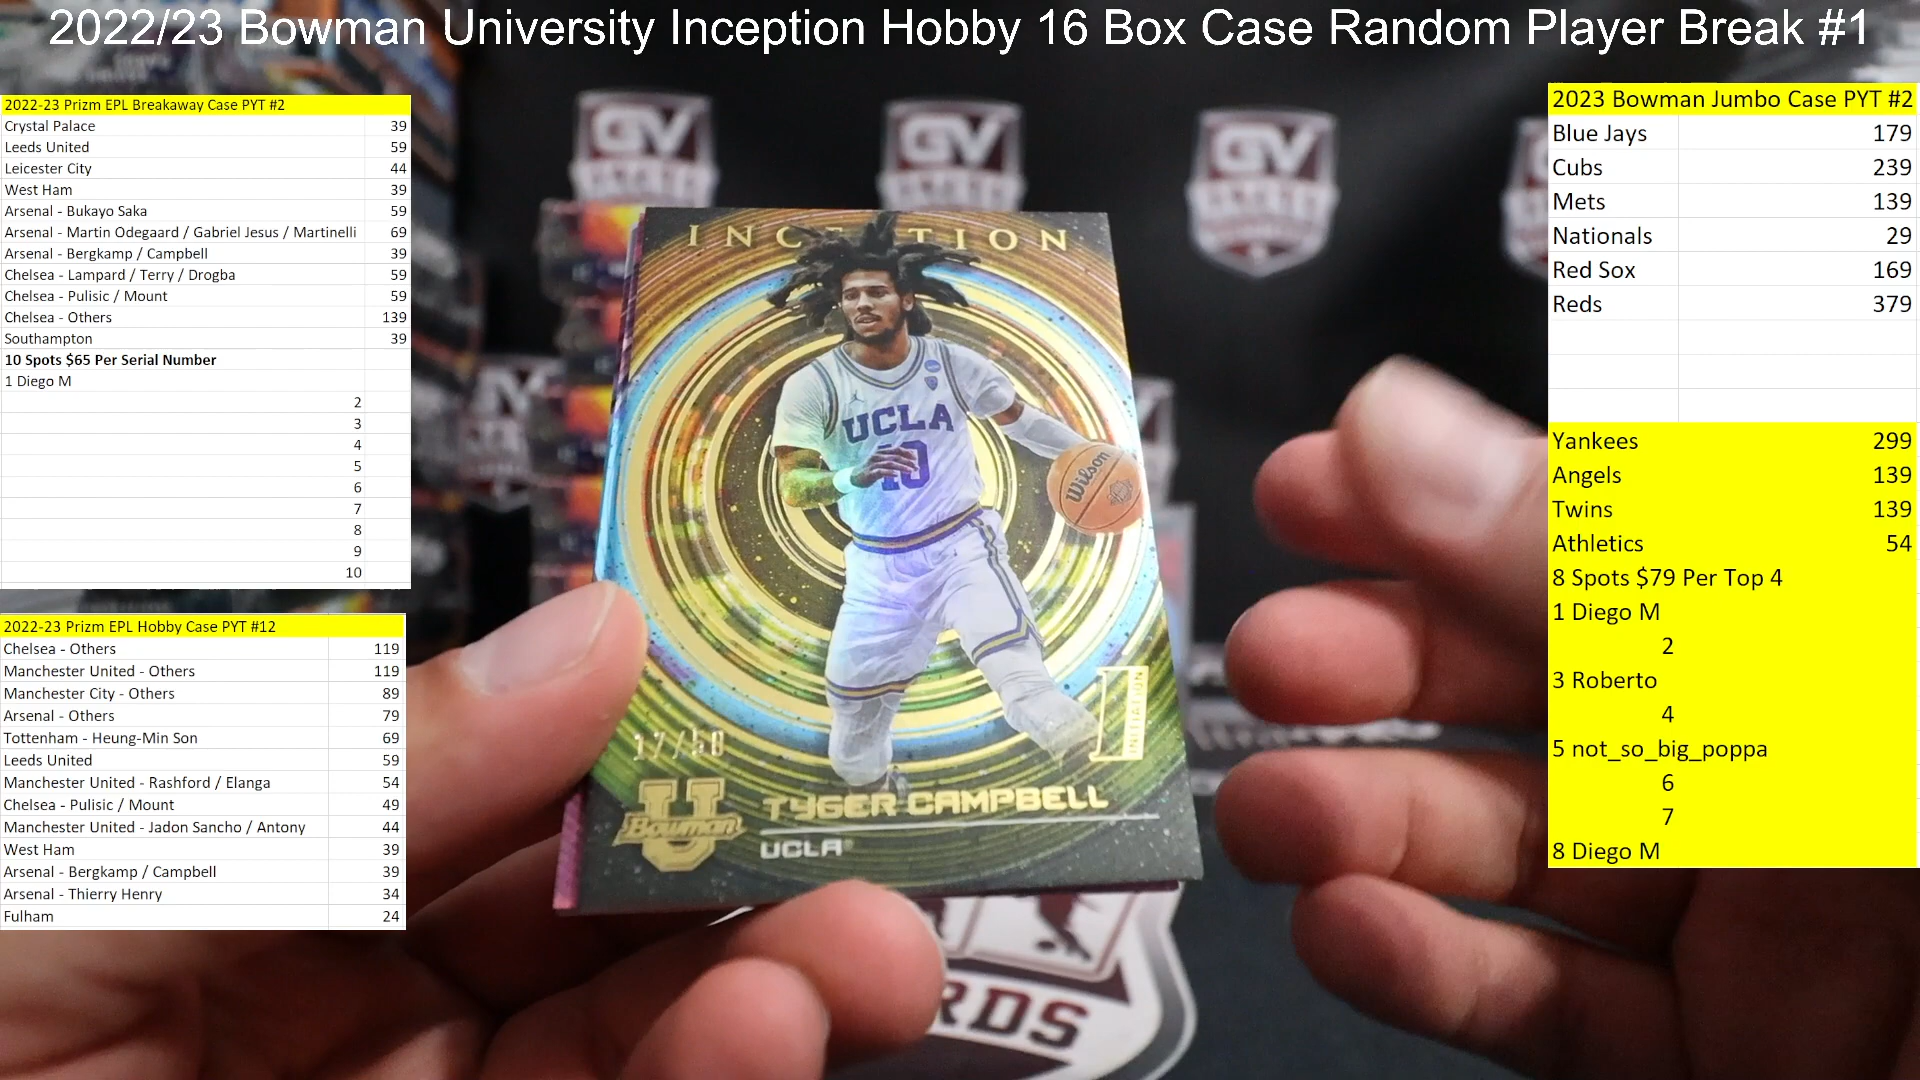 2022/23 Bowman University Inception Hobby 16 Box Case Random Player Break #1
2022-23 Prizm EPL Breakaway Case PYT #2
Crystal Palace 39
Leeds United 59
Leicester City 44
West Ham 39
Arsenal - Bukayo Saka 59
Arsenal - Martin Odegaard / Gabriel Jesus / Martinelli 69
Arsenal - Bergkamp / Campbell 39
Chelsea - Lampard / Terry / Drogba 59
Chelsea - Pulisic / Mount 59
Chelsea - Others 139
Southampton 39
10 Spots $65 Per Serial Number
1 Diego M
2
3
4
5
6
7
8
9
10
2022-23 Prizm EPL Hobby Case PYT #12
Chelsea - Others 119
Manchester United - Others 119
Manchester City - Others 89
Arsenal - Others 79
Tottenham - Heung-Min Son 69
Leeds United 59
Manchester United - Rashford / Elanga 54
Chelsea - Pulisic / Mount 49
Manchester United - Jadon Sancho / Antony 44
West Ham 39
Arsenal - Bergkamp / Campbell 39
Arsenal - Thierry Henry 34
Fulham 24
GV
GV
GV
INCEPTION
UCLA
10
Wilson
1
INITIATION
17/50
U
Bowman
TYGER CAMPBELL
UCLA
2023 Bowman Jumbo Case PYT #2
Blue Jays 179
Cubs 239
Mets 139
Nationals 29
Red Sox 169
Reds 379
Yankees 299
Angels 139
Twins 139
Athletics 54
8 Spots $79 Per Top 4
1 Diego M
2
3 Roberto
4
5 not_so_big_poppa
6
7
8 Diego M